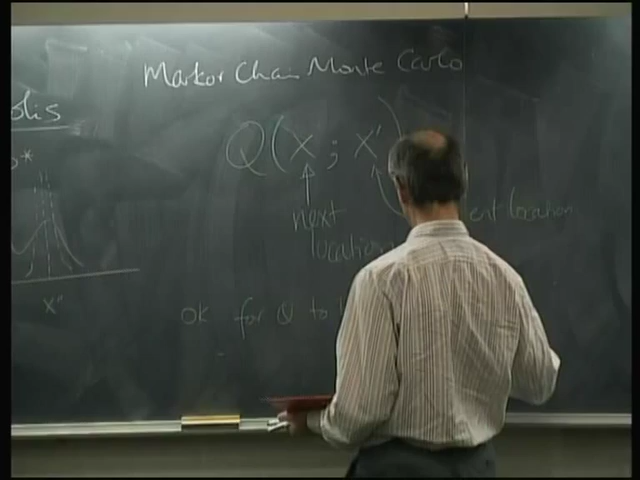 Markov Chain Monte Carlo
olis
Q(x; x')
p*
next
ent location
location
ok for Q to
x"